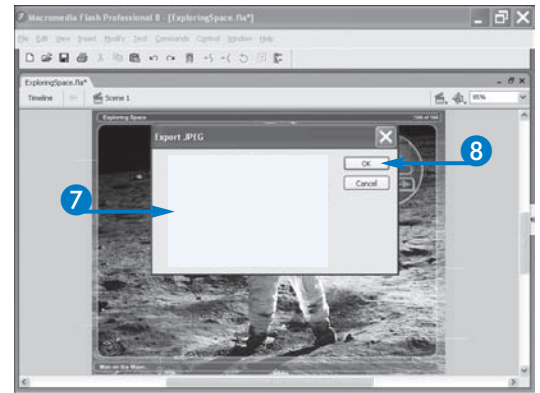 Macromedia Flash Professional 8 - [ExploringSpace.fla*]
File Edit View Insert Modify Text Commands Control Window Help
ExploringSpace.fla*
Timeline Scene 1 85%
Exploring Space
Export JPEG
OK
8
Cancel
7
Man on the Moon